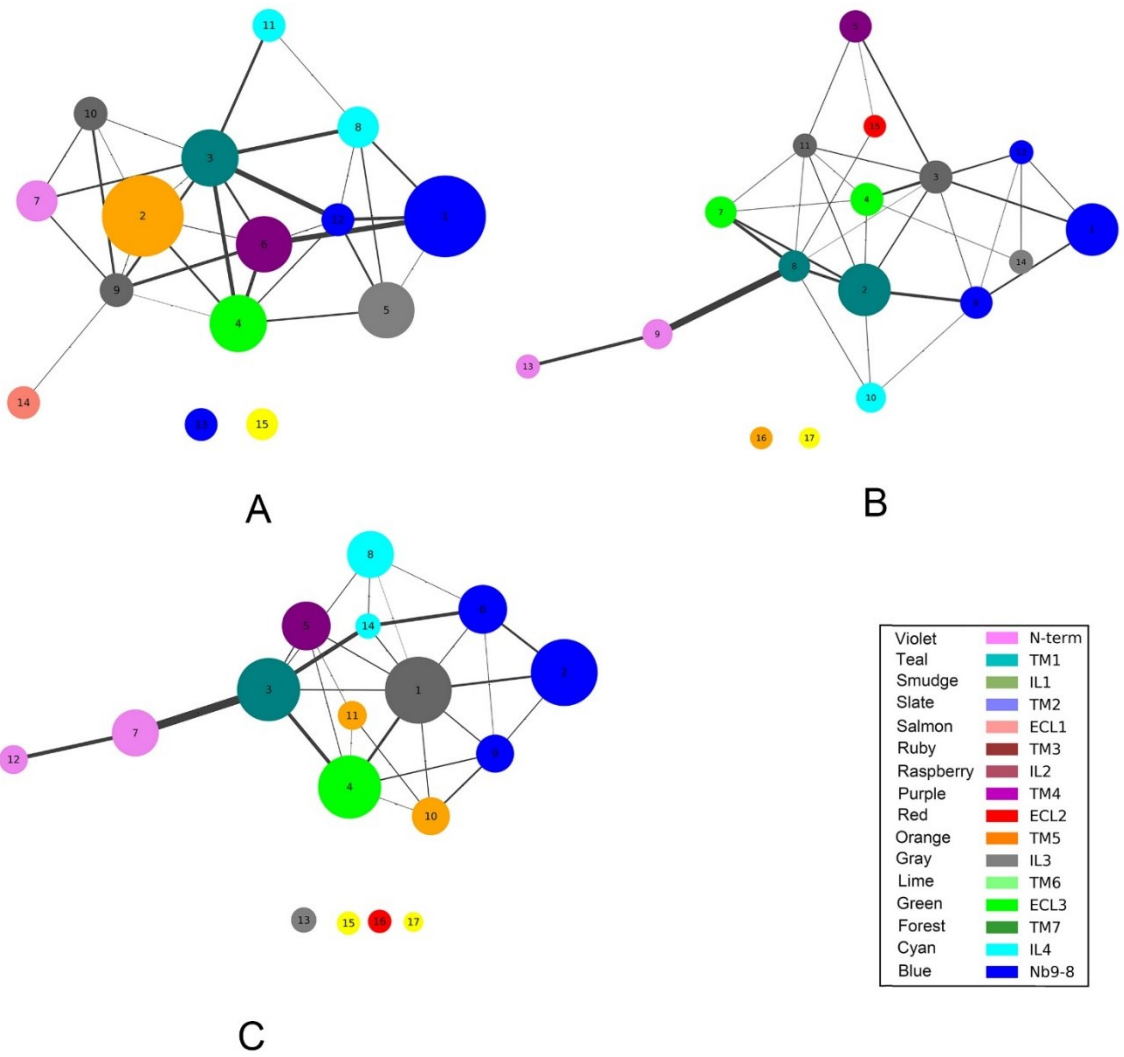 11
10
8
3
7
2
12
1
6
9
5
4
14
13
15
A
5
15
11
12
3
4
7
14
8
2
9
13
10
16
17
B
8
5
14
3
1
11
7
12
9
4
10
13
15
16
17
C
Violet N-term
Teal TM1
Smudge IL1
Slate TM2
Salmon ECL1
Ruby TM3
Raspberry IL2
Purple TM4
Red ECL2
Orange TM5
Gray IL3
Lime TM6
Green ECL3
Forest TM7
Cyan IL4
Blue Nb9-8